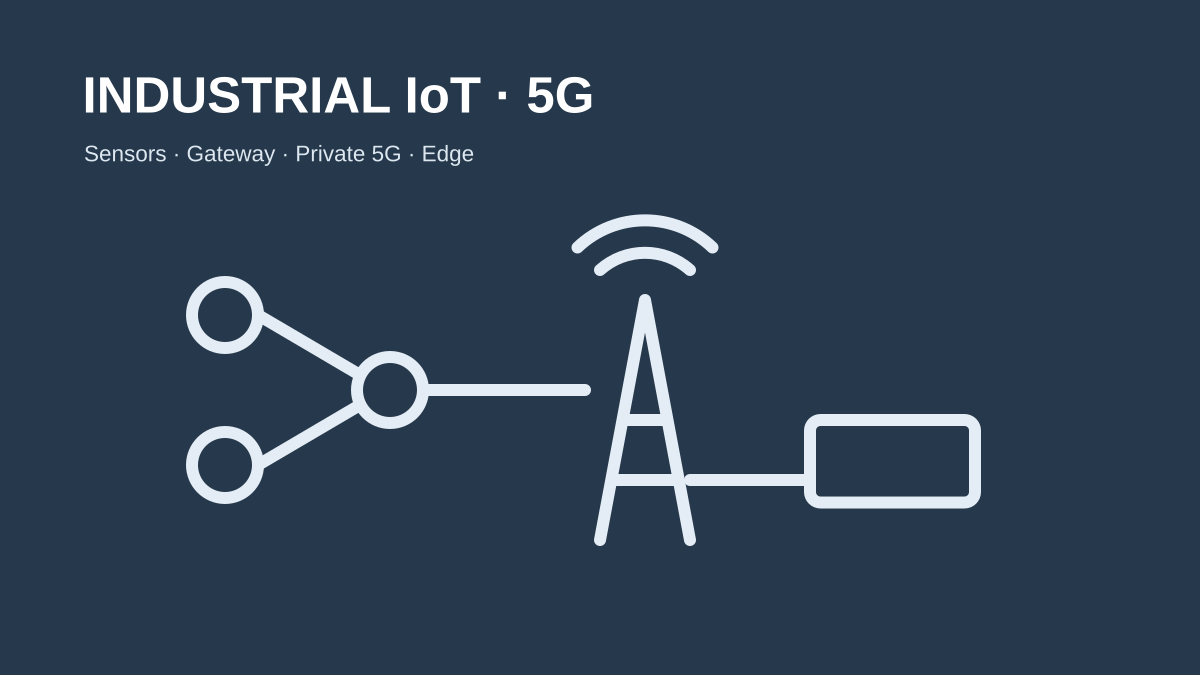 INDUSTRIAL IoT · 5G
Sensors · Gateway · Private 5G · Edge